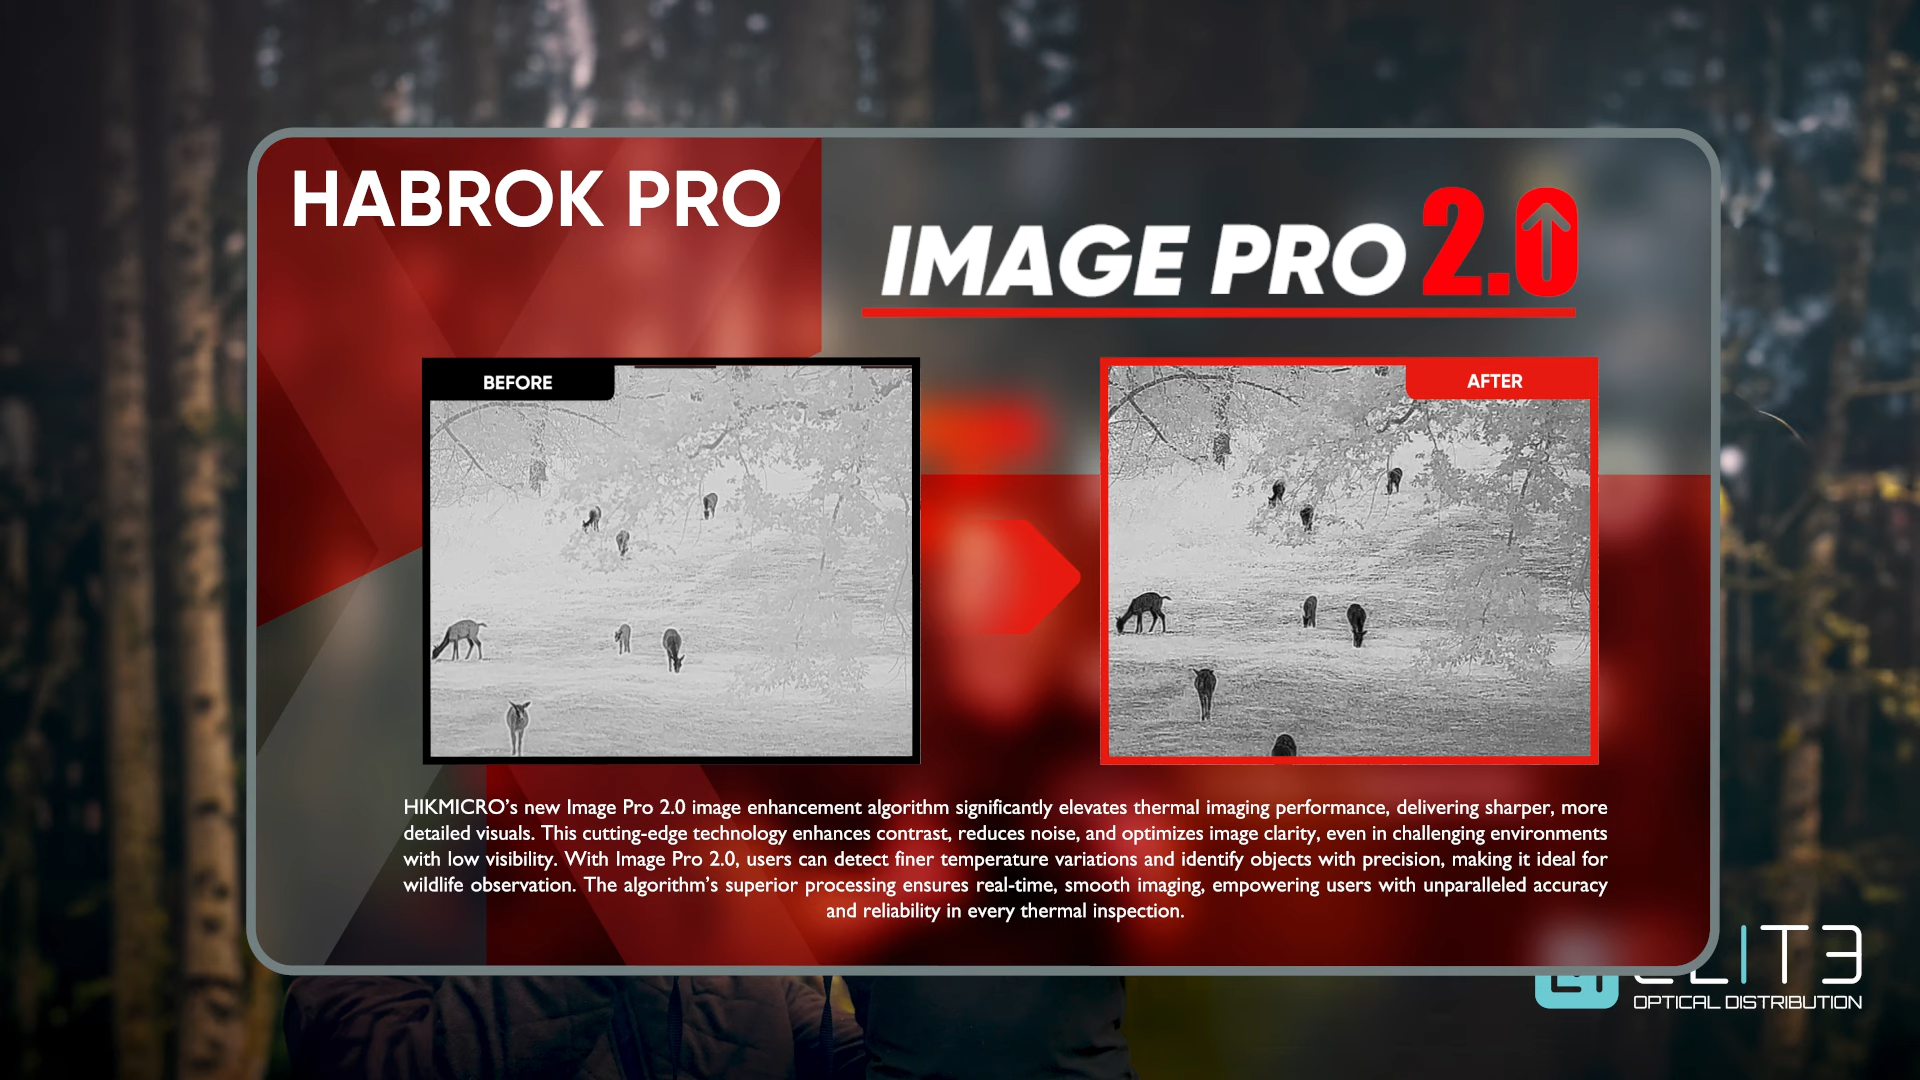 HABROK PRO
IMAGE PRO 2.0
BEFORE
AFTER
HIKMICRO's new Image Pro 2.0 image enhancement algorithm significantly elevates thermal imaging performance, delivering sharper, more
detailed visuals. This cutting-edge technology enhances contrast, reduces noise, and optimizes image clarity, even in challenging environments
with low visibility. With Image Pro 2.0, users can detect finer temperature variations and identify objects with precision, making it ideal for
wildlife observation. The algorithm's superior processing ensures real-time, smooth imaging, empowering users with unparalleled accuracy
and reliability in every thermal inspection.
ELIT3
OPTICAL DISTRIBUTION